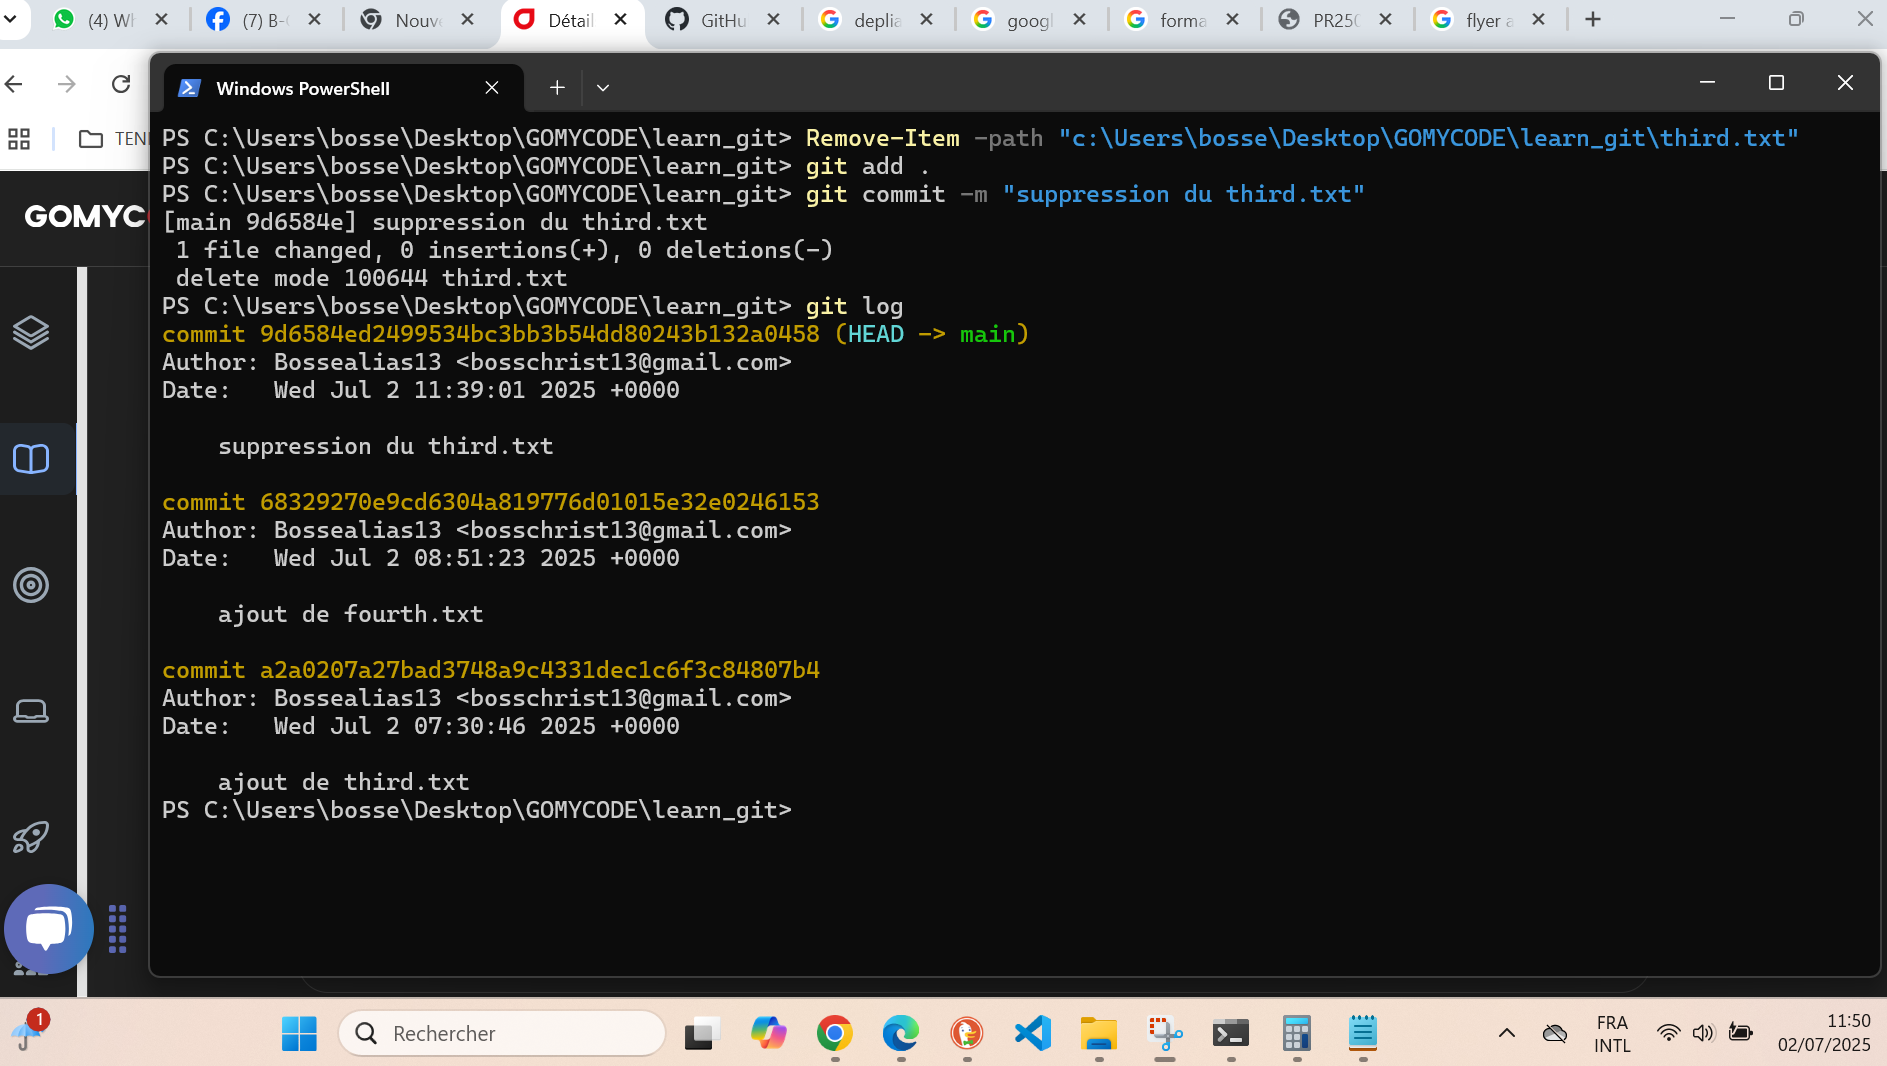 (4) Wh
(7) B-
Nouv
Détail
GitHu
deplia
googl
forma
PR250
flyer a
TEN
GOMYC
Windows PowerShell
PS C:\Users\bosse\Desktop\GOMYCODE\learn_git> Remove-Item -path "c:\Users\bosse\Desktop\GOMYCODE\learn_git\third.txt"
PS C:\Users\bosse\Desktop\GOMYCODE\learn_git> git add .
PS C:\Users\bosse\Desktop\GOMYCODE\learn_git> git commit -m "suppression du third.txt"
[main 9d6584e] suppression du third.txt
 1 file changed, 0 insertions(+), 0 deletions(-)
 delete mode 100644 third.txt
PS C:\Users\bosse\Desktop\GOMYCODE\learn_git> git log
commit 9d6584ed2499534bc3bb3b54dd80243b132a0458 (HEAD -> main)
Author: Bossealias13 <bosschrist13@gmail.com>
Date:   Wed Jul 2 11:39:01 2025 +0000
    suppression du third.txt
commit 68329270e9cd6304a819776d01015e32e0246153
Author: Bossealias13 <bosschrist13@gmail.com>
Date:   Wed Jul 2 08:51:23 2025 +0000
    ajout de fourth.txt
commit a2a0207a27bad3748a9c4331dec1c6f3c84807b4
Author: Bossealias13 <bosschrist13@gmail.com>
Date:   Wed Jul 2 07:30:46 2025 +0000
    ajout de third.txt
PS C:\Users\bosse\Desktop\GOMYCODE\learn_git>
1
Rechercher
FRA
INTL
11:50
02/07/2025